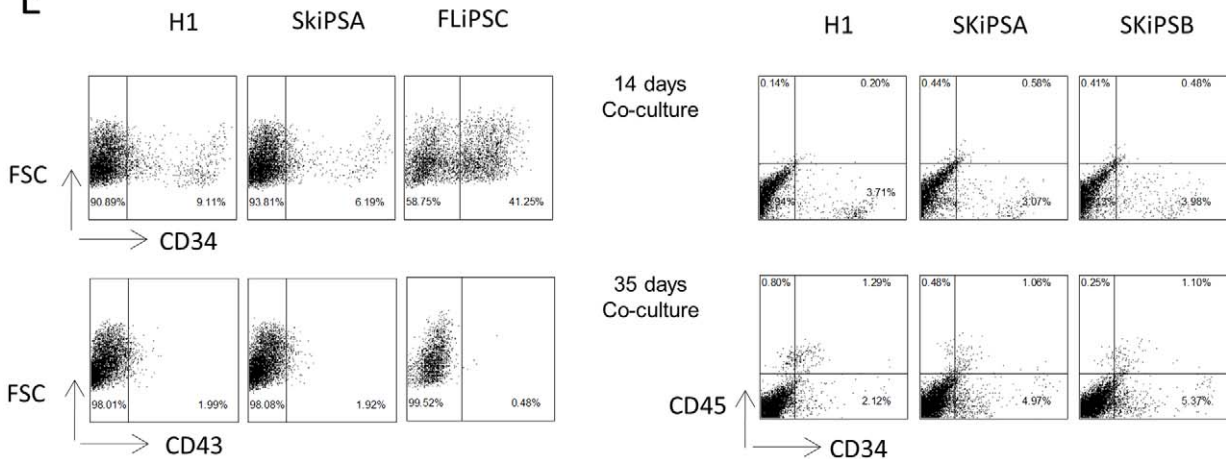 E
H1 SkiPSA FLiPSC
FSC
90.89% 9.11%
93.81% 6.19%
58.75% 41.25%
CD34
FSC
98.01% 1.99%
98.08% 1.92%
99.52% 0.48%
CD43
H1 SKiPSA SKiPSB
14 days
Co-culture
0.14% 0.20%
3.71%
0.44% 0.58%
3.07%
0.41% 0.48%
3.98%
35 days
Co-culture
0.80% 1.29%
2.12%
0.48% 1.06%
4.97%
0.25% 1.10%
5.37%
CD45
CD34